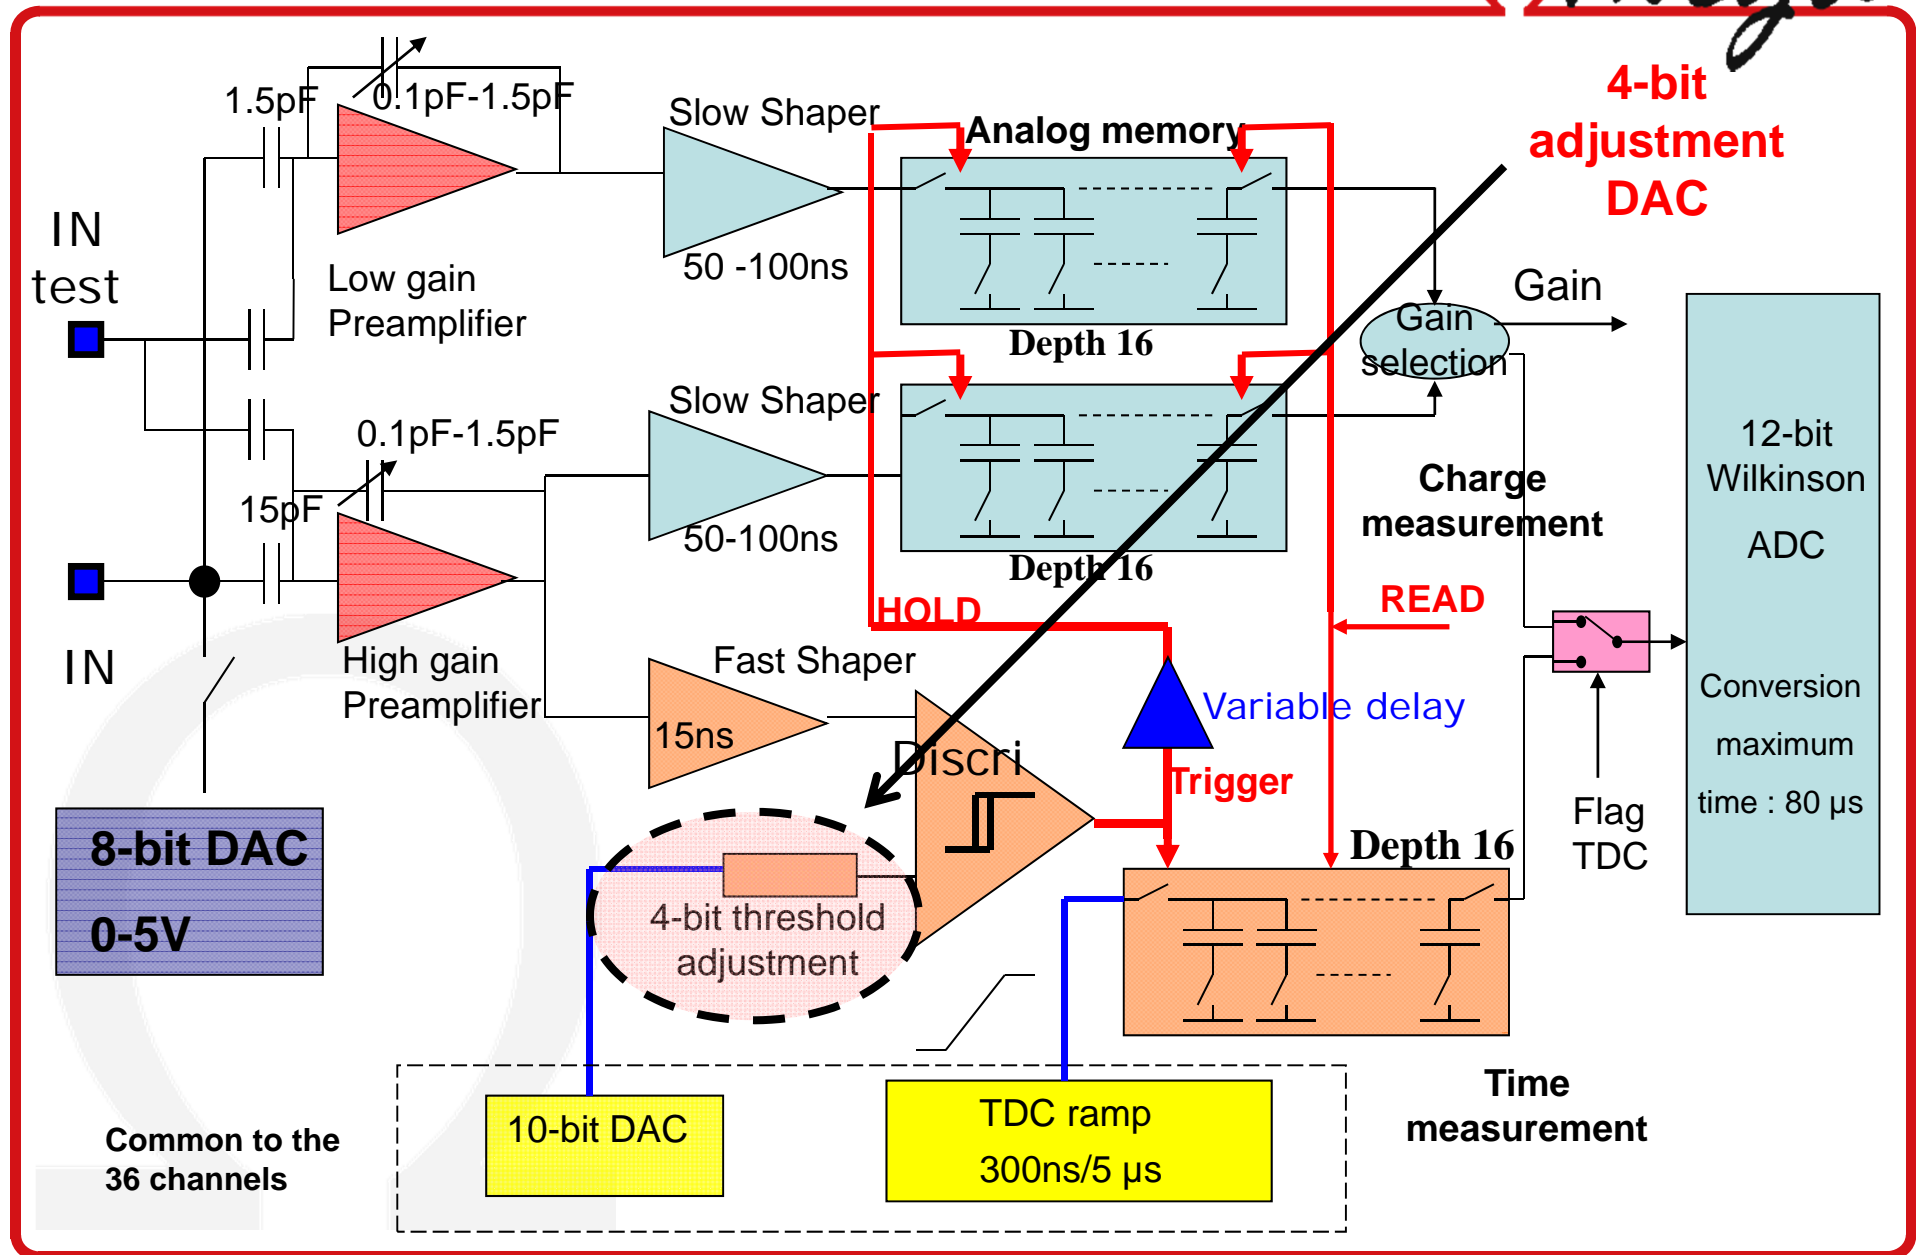 4-bit
adjustment
DAC
1.5pF
0.1pF-1.5pF
Slow Shaper
Analog memory
IN
test
Low gain
Preamplifier
50 -100ns
Depth 16
Gain
selection
Gain
Slow Shaper
0.1pF-1.5pF
15pF
50-100ns
Depth 16
Charge
measurement
12-bit
Wilkinson
ADC
Conversion
maximum
time : 80 µs
HOLD
READ
IN
High gain
Preamplifier
Fast Shaper
15ns
Discri
Variable delay
Trigger
Flag
TDC
8-bit DAC
0-5V
4-bit threshold
adjustment
Depth 16
10-bit DAC
TDC ramp
300ns/5 µs
Time
measurement
Common to the
36 channels